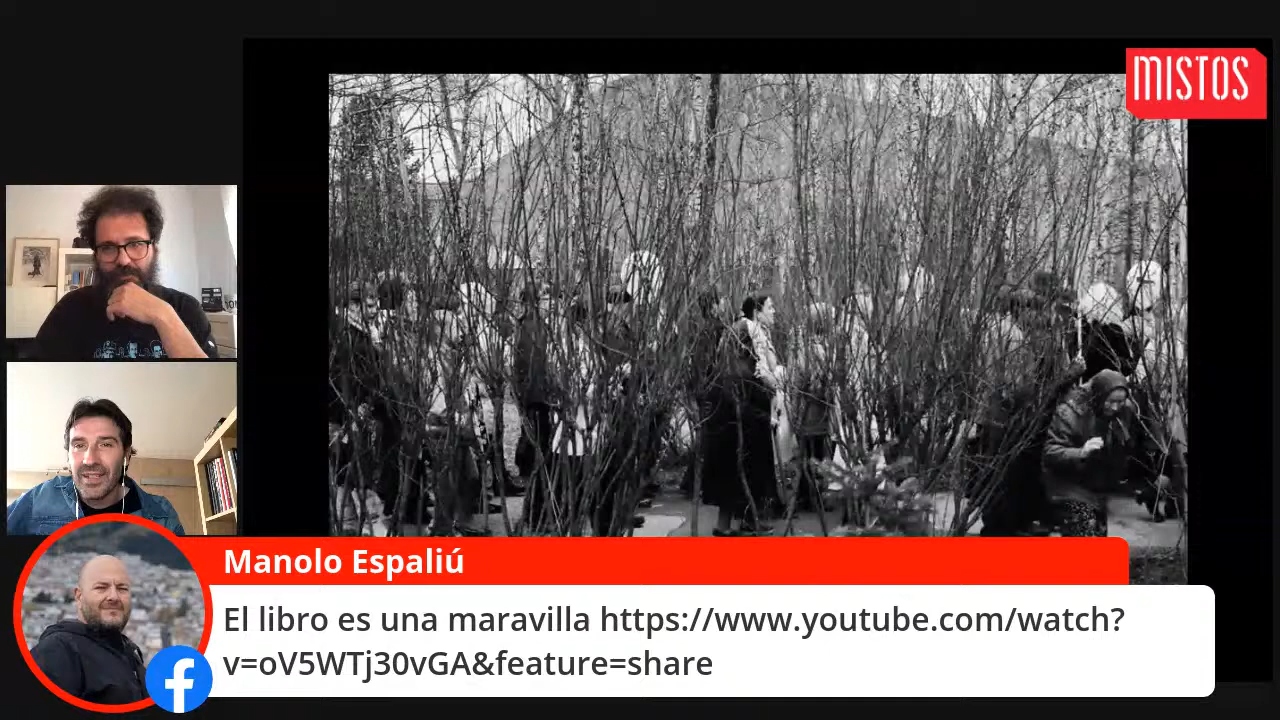 MISTOS
Manolo Espaliú
El libro es una maravilla https://www.youtube.com/watch?
v=oV5WTj30vGA&feature=share